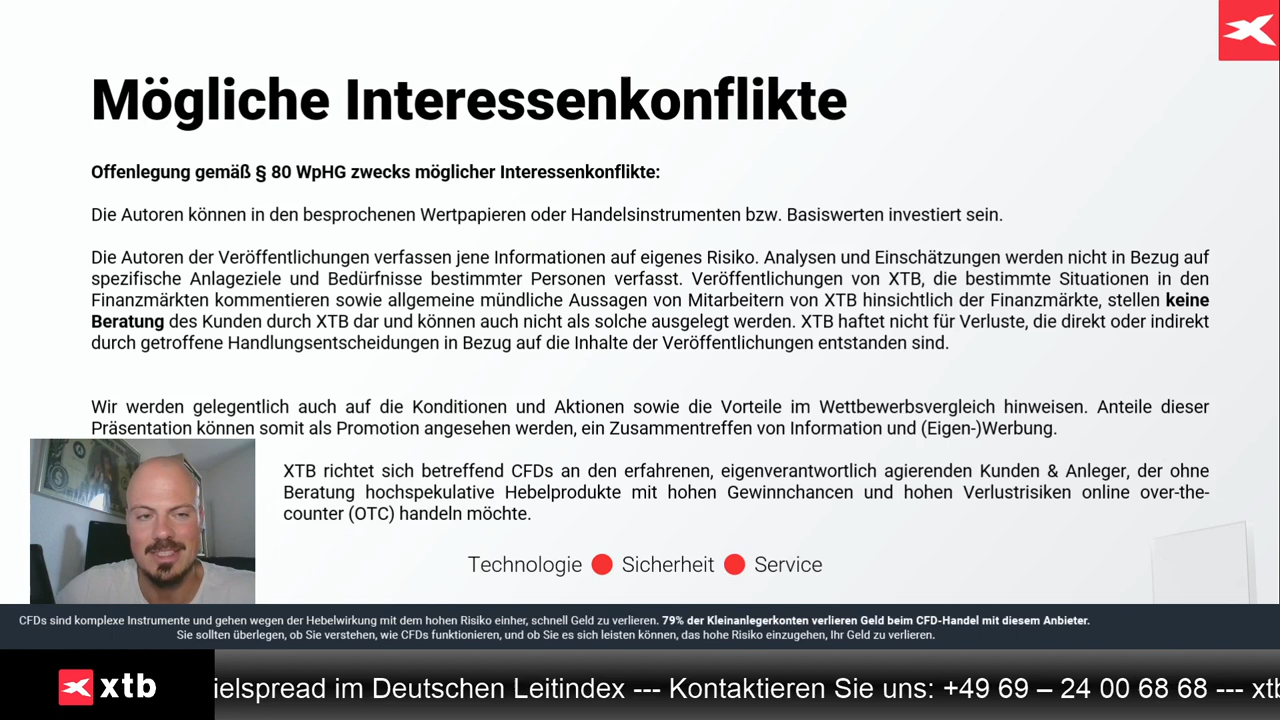 Mögliche Interessenkonflikte
Offenlegung gemäß § 80 WpHG zwecks möglicher Interessenkonflikte:
Die Autoren können in den besprochenen Wertpapieren oder Handelsinstrumenten bzw. Basiswerten investiert sein.
Die Autoren der Veröffentlichungen verfassen jene Informationen auf eigenes Risiko. Analysen und Einschätzungen werden nicht in Bezug auf
spezifische Anlageziele und Bedürfnisse bestimmter Personen verfasst. Veröffentlichungen von XTB, die bestimmte Situationen in den
Finanzmärkten kommentieren sowie allgemeine mündliche Aussagen von Mitarbeitern von XTB hinsichtlich der Finanzmärkte, stellen keine
Beratung des Kunden durch XTB dar und können auch nicht als solche ausgelegt werden. XTB haftet nicht für Verluste, die direkt oder indirekt
durch getroffene Handlungsentscheidungen in Bezug auf die Inhalte der Veröffentlichungen entstanden sind.
Wir werden gelegentlich auch auf die Konditionen und Aktionen sowie die Vorteile im Wettbewerbsvergleich hinweisen. Anteile dieser
Präsentation können somit als Promotion angesehen werden, ein Zusammentreffen von Information und (Eigen-)Werbung.
XTB richtet sich betreffend CFDs an den erfahrenen, eigenverantwortlich agierenden Kunden & Anleger, der ohne
Beratung hochspekulative Hebelprodukte mit hohen Gewinnchancen und hohen Verlustrisiken online over-the-
counter (OTC) handeln möchte.
Technologie Sicherheit Service
CFDs sind komplexe Instrumente und gehen wegen der Hebelwirkung mit dem hohen Risiko einher, schnell Geld zu verlieren. 79% der Kleinanlegerkonten verlieren Geld beim CFD-Handel mit diesem Anbieter.
Sie sollten überlegen, ob Sie verstehen, wie CFDs funktionieren, und ob Sie es sich leisten können, das hohe Risiko einzugehen, Ihr Geld zu verlieren.
xtb ielspread im Deutschen Leitindex --- Kontaktieren Sie uns: +49 69 – 24 00 68 68 --- xtb